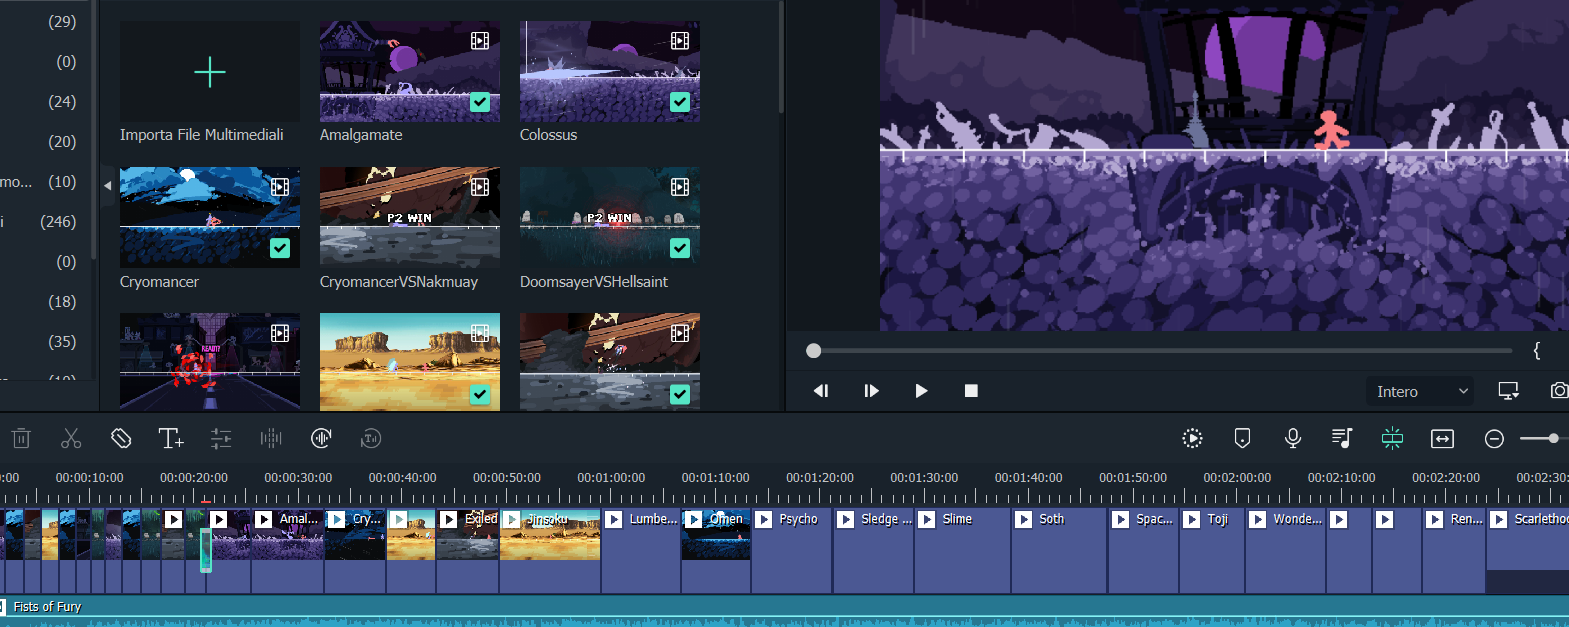 (29)
(0)
(24)
(20)
mo... (10)
i (246)
(0)
(18)
(35)
Importa File Multimediali
Amalgamate
Colossus
P2 WIN
P2 WIN
Cryomancer
CryomancerVSNakmuay
DoomsayerVSHellsaint
READY?
Intero
:00 00:00:10:00 00:00:20:00 00:00:30:00 00:00:40:00 00:00:50:00 00:01:00:00 00:01:10:00 00:01:20:00 00:01:30:00 00:01:40:00 00:01:50:00 00:02:00:00 00:02:10:00 00:02:20:00 00:02:30:
Amal... Cry... Exiled Jinsoku Lumbe... Omen Psycho Sledge ... Slime Soth Spac... Toji Wonde... Ren... Scarlethoo
Fists of Fury